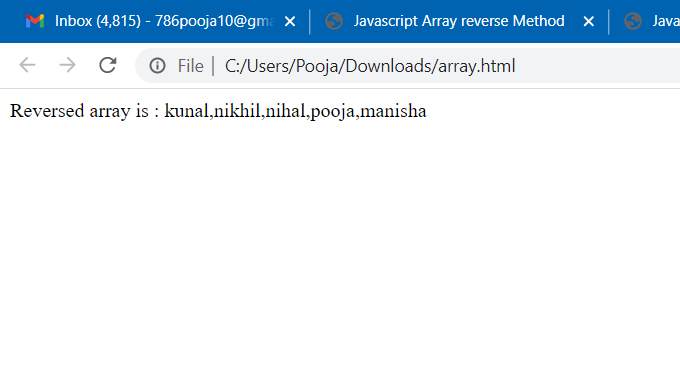 Inbox (4,815) - 786pooja10@gma
Javascript Array reverse Method
Java
File
C:/Users/Pooja/Downloads/array.html
Reversed array is : kunal,nikhil,nihal,pooja,manisha